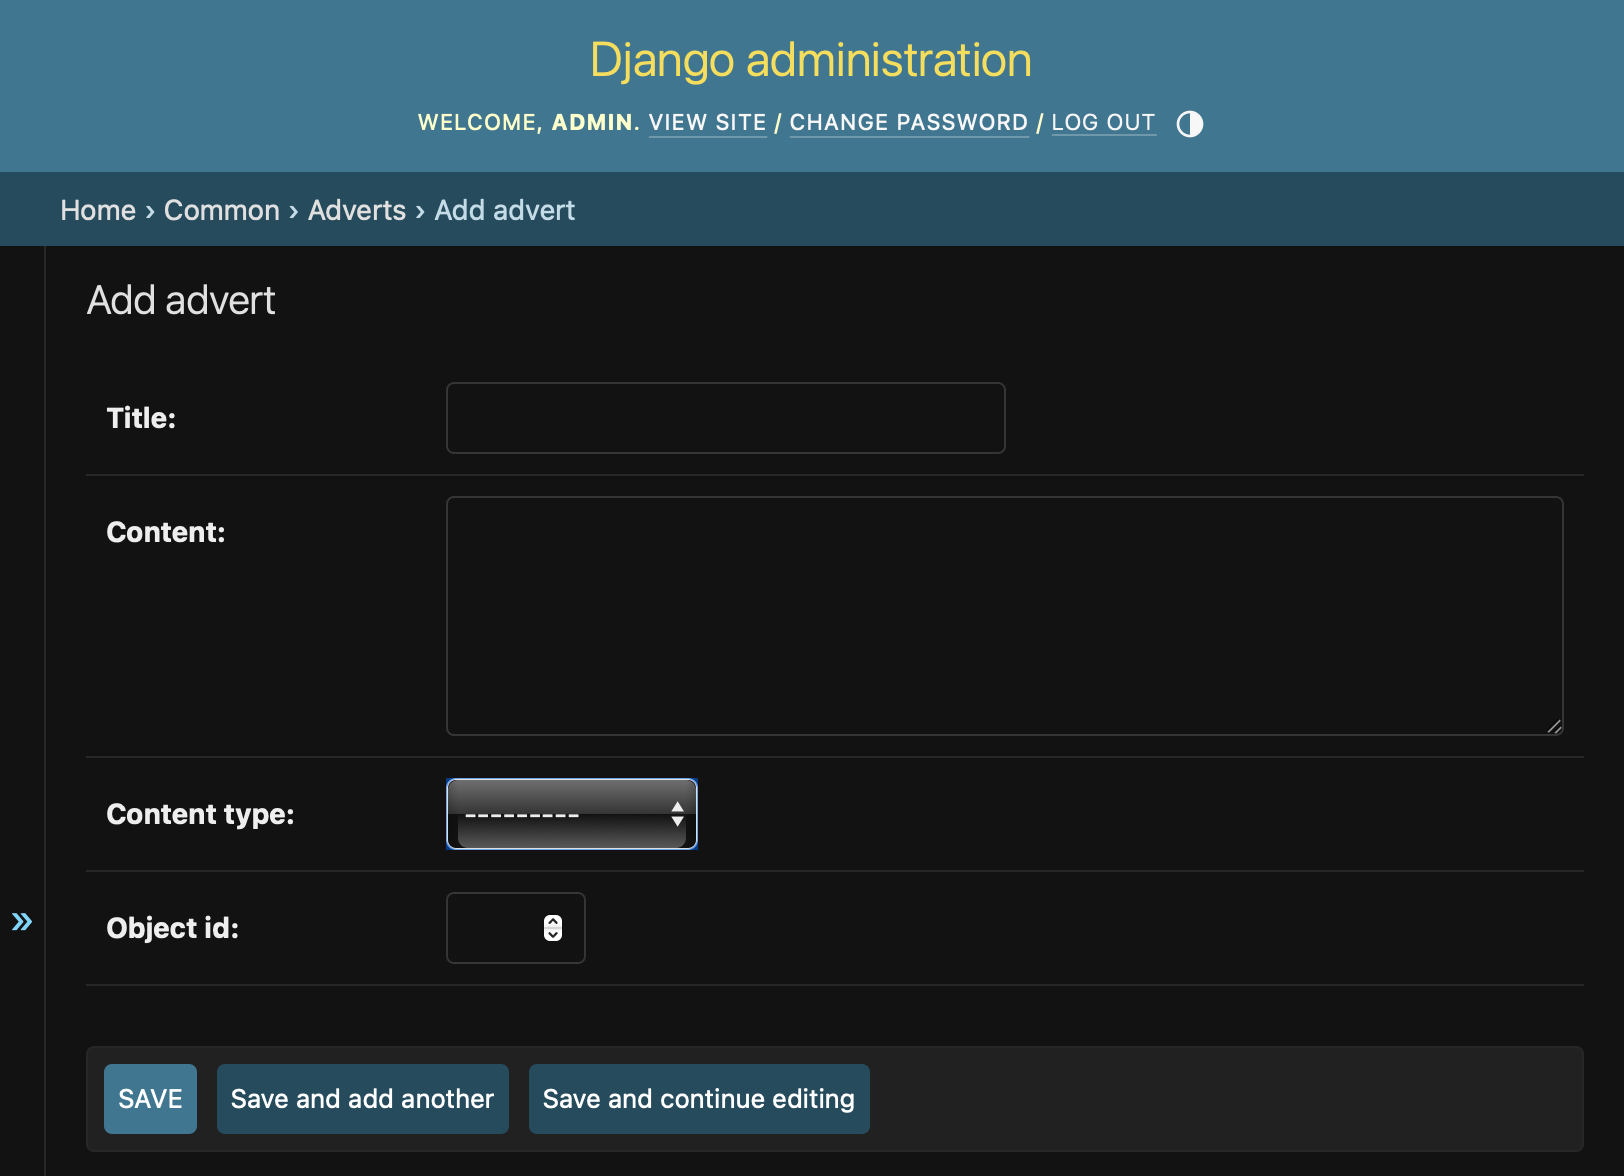 Django administration
WELCOME, ADMIN. VIEW SITE / CHANGE PASSWORD / LOG OUT
Home › Common › Adverts › Add advert
Add advert
Title:
Content:
Content type: ---------
Object id:
»
SAVE Save and add another Save and continue editing